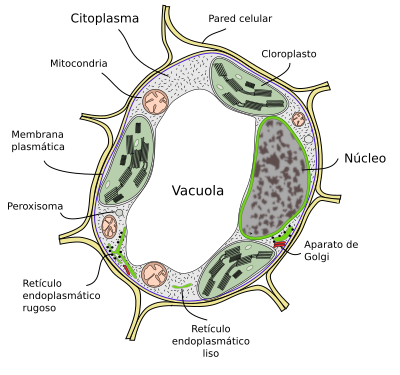 Citoplasma
Pared celular
Cloroplasto
Mitocondria
Membrana
plasmática
Núcleo
Vacuola
Peroxisoma
Aparato de
Golgi
Retículo
endoplasmático
rugoso
Retículo
endoplasmático
liso